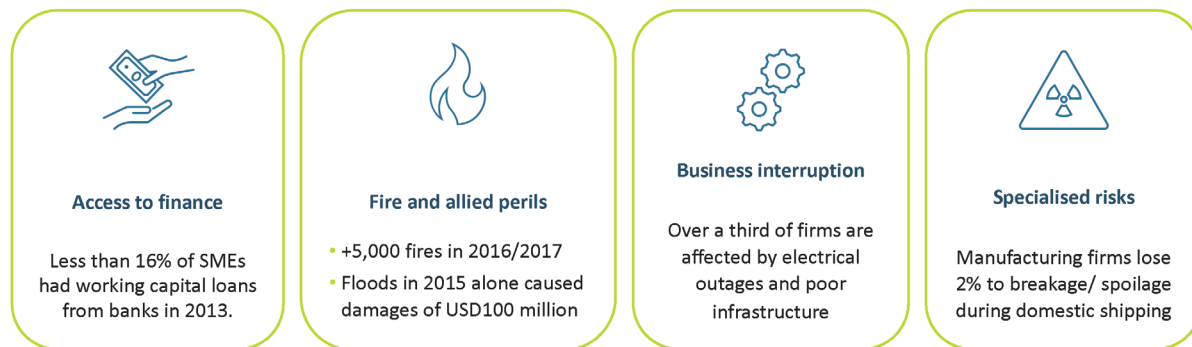 Access to finance
Less than 16% of SMEs
had working capital loans
from banks in 2013.
Fire and allied perils
• +5,000 fires in 2016/2017
• Floods in 2015 alone caused
damages of USD100 million
Business interruption
Over a third of firms are
affected by electrical
outages and poor
infrastructure
Specialised risks
Manufacturing firms lose
2% to breakage/ spoilage
during domestic shipping